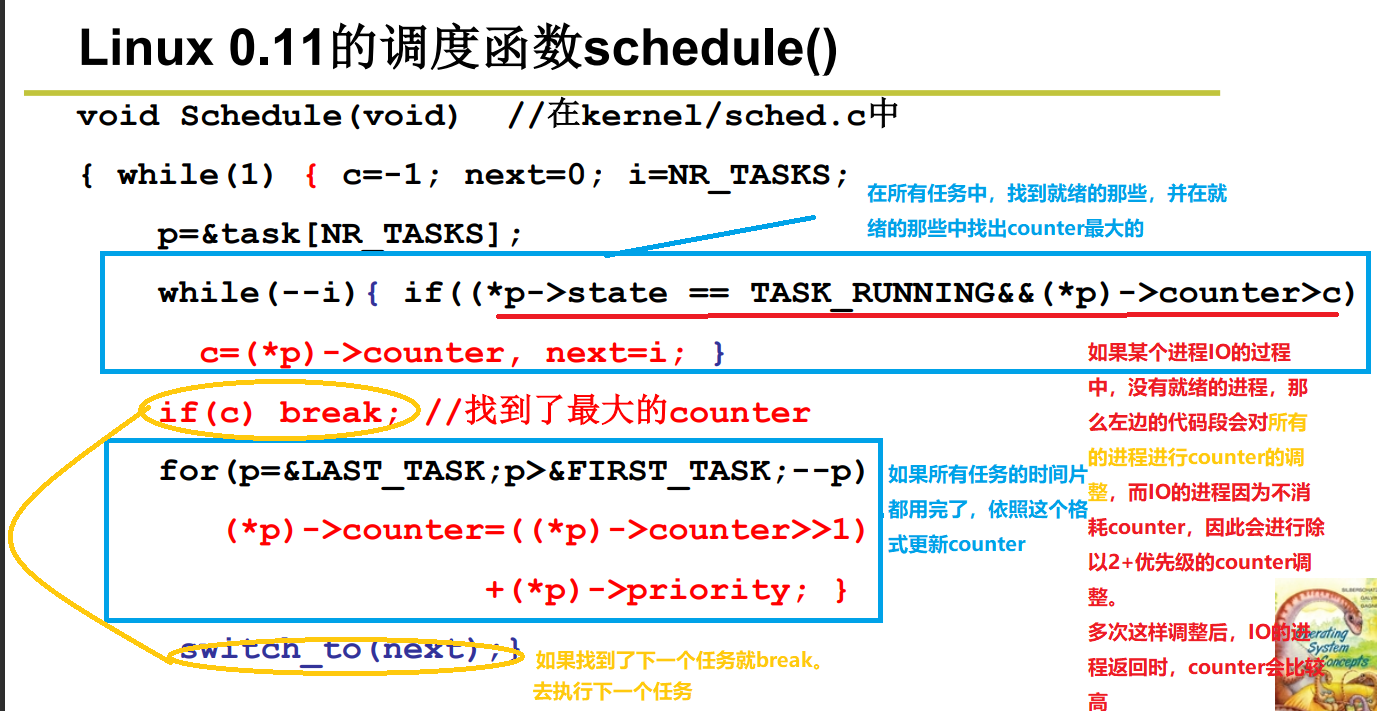 Linux 0.11的调度函数schedule()
void Schedule(void) //在kernel/sched.c中
{ while(1) { c=-1; next=0; i=NR_TASKS;
在所有任务中，找到就绪的那些，并在就
绪的那些中找出counter最大的
p=&task[NR_TASKS];
while(--i){ if((*p->state == TASK_RUNNING&&(*p)->counter>c)
c=(*p)->counter, next=i; }
if(c) break; //找到了最大的counter
for(p=&LAST_TASK;p>&FIRST_TASK;--p)
(*p)->counter=((*p)->counter>>1)
+(*p)->priority; }
如果所有任务的时间片
都用完了，依照这个格
式更新counter
switch_to(next);}
如果找到了下一个任务就break。
去执行下一个任务
如果某个进程IO的过程
中，没有就绪的进程，那
么左边的代码段会对所有
的进程进行counter的调
整，而IO的进程因为不消
耗counter，因此会进行除
以2+优先级的counter调
整。
多次这样调整后，IO的进
程返回时，counter会比较
高
SILBERSCHATZ
GALVIN
GAGNE
Operating
System
Concepts